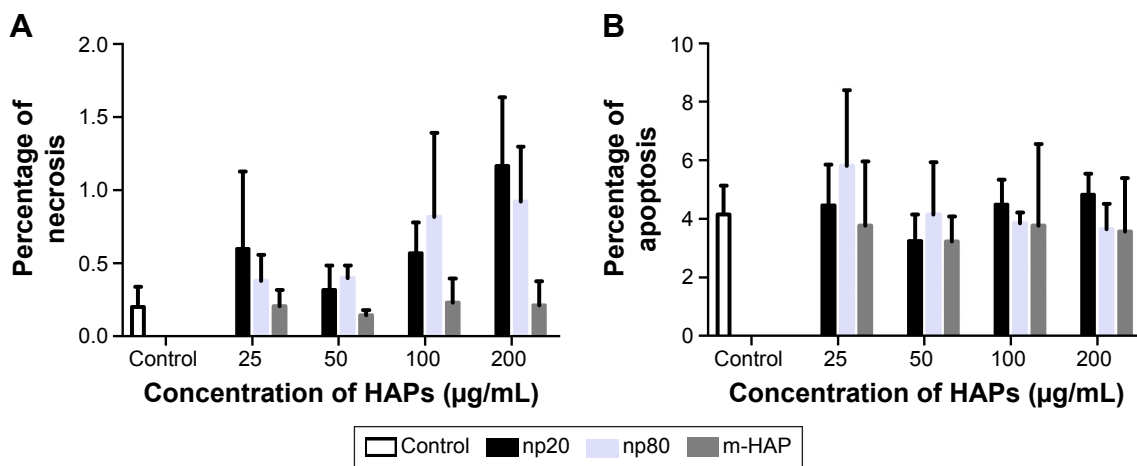 A
Percentage of
necrosis
2.0
1.5
1.0
0.5
0.0
Control 25 50 100 200
Concentration of HAPs (µg/mL)
B
Percentage of
apoptosis
10
8
6
4
2
0
Control 25 50 100 200
Concentration of HAPs (µg/mL)
Control np20 np80 m-HAP